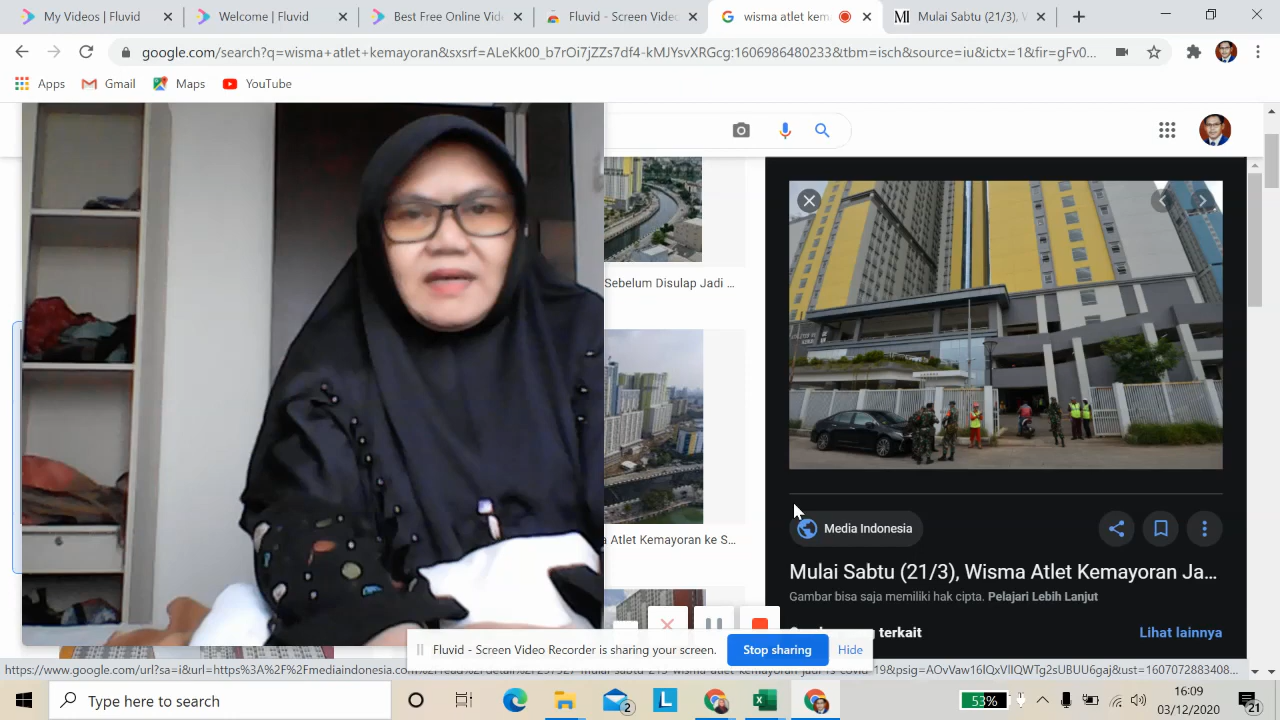 My Videos | Fluvid
Welcome | Fluvid
Best Free Online Vid
Fluvid - Screen Video
wisma atlet kem
Mulai Sabtu (21/3), W
google.com/search?q=wisma+atlet+kemayoran&sxsrf=ALeKk00_b7rOi7jZZs7df4-kMJYsvXRGcg:1606986480233&tbm=isch&source=iu&ictx=1&fir=gFv0...
Apps
Gmail
Maps
YouTube
Sebelum Disulap Jadi ...
a Atlet Kemayoran ke S...
Media Indonesia
Mulai Sabtu (21/3), Wisma Atlet Kemayoran Ja...
Gambar bisa saja memiliki hak cipta. Pelajari Lebih Lanjut
terkait
Lihat lainnya
Fluvid - Screen Video Recorder is sharing your screen.
Stop sharing
Hide
Type here to search
2
53%
16:09
03/12/2020
21